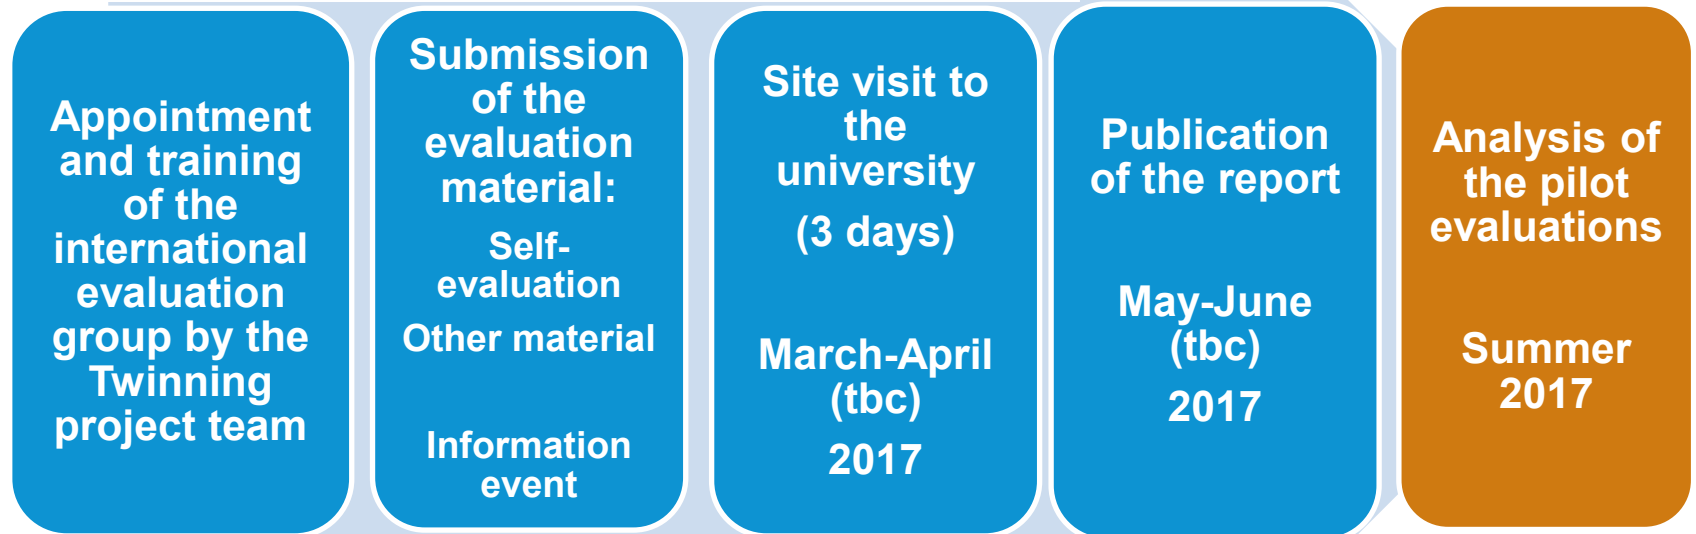 Appointment
and training
of the
international
evaluation
group by the
Twinning
project team
Submission
of the
evaluation
material:
Self-
evaluation
Other material
Information
event
Site visit to
the
university
(3 days)
March-April
(tbc)
2017
Publication
of the report
May-June
(tbc)
2017
Analysis of
the pilot
evaluations
Summer
2017